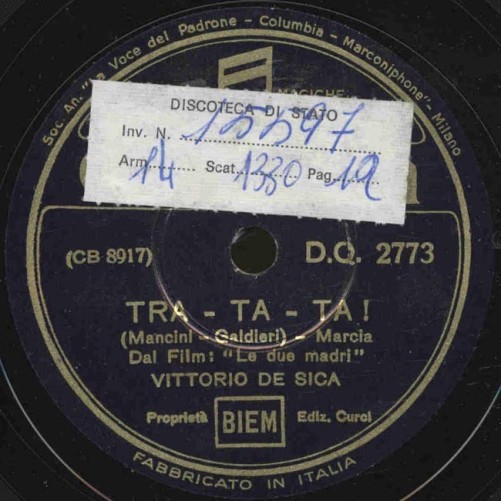 Soc. An. "La Voce del Padrone - Columbia - Marconiphone" - Milano
MAGICHE
DISCOTECA DI STATO
Inv. N. 155597
Arm. 14 Scat. 1330 Pag. 19
(CB 8917) D.Q. 2773
TRA - TA - TA!
(Mancini - Galdieri) - Marcia
Dal Film: "Le due madri"
VITTORIO DE SICA
Proprietà BIEM Ediz. Curci
FABBRICATO IN ITALIA